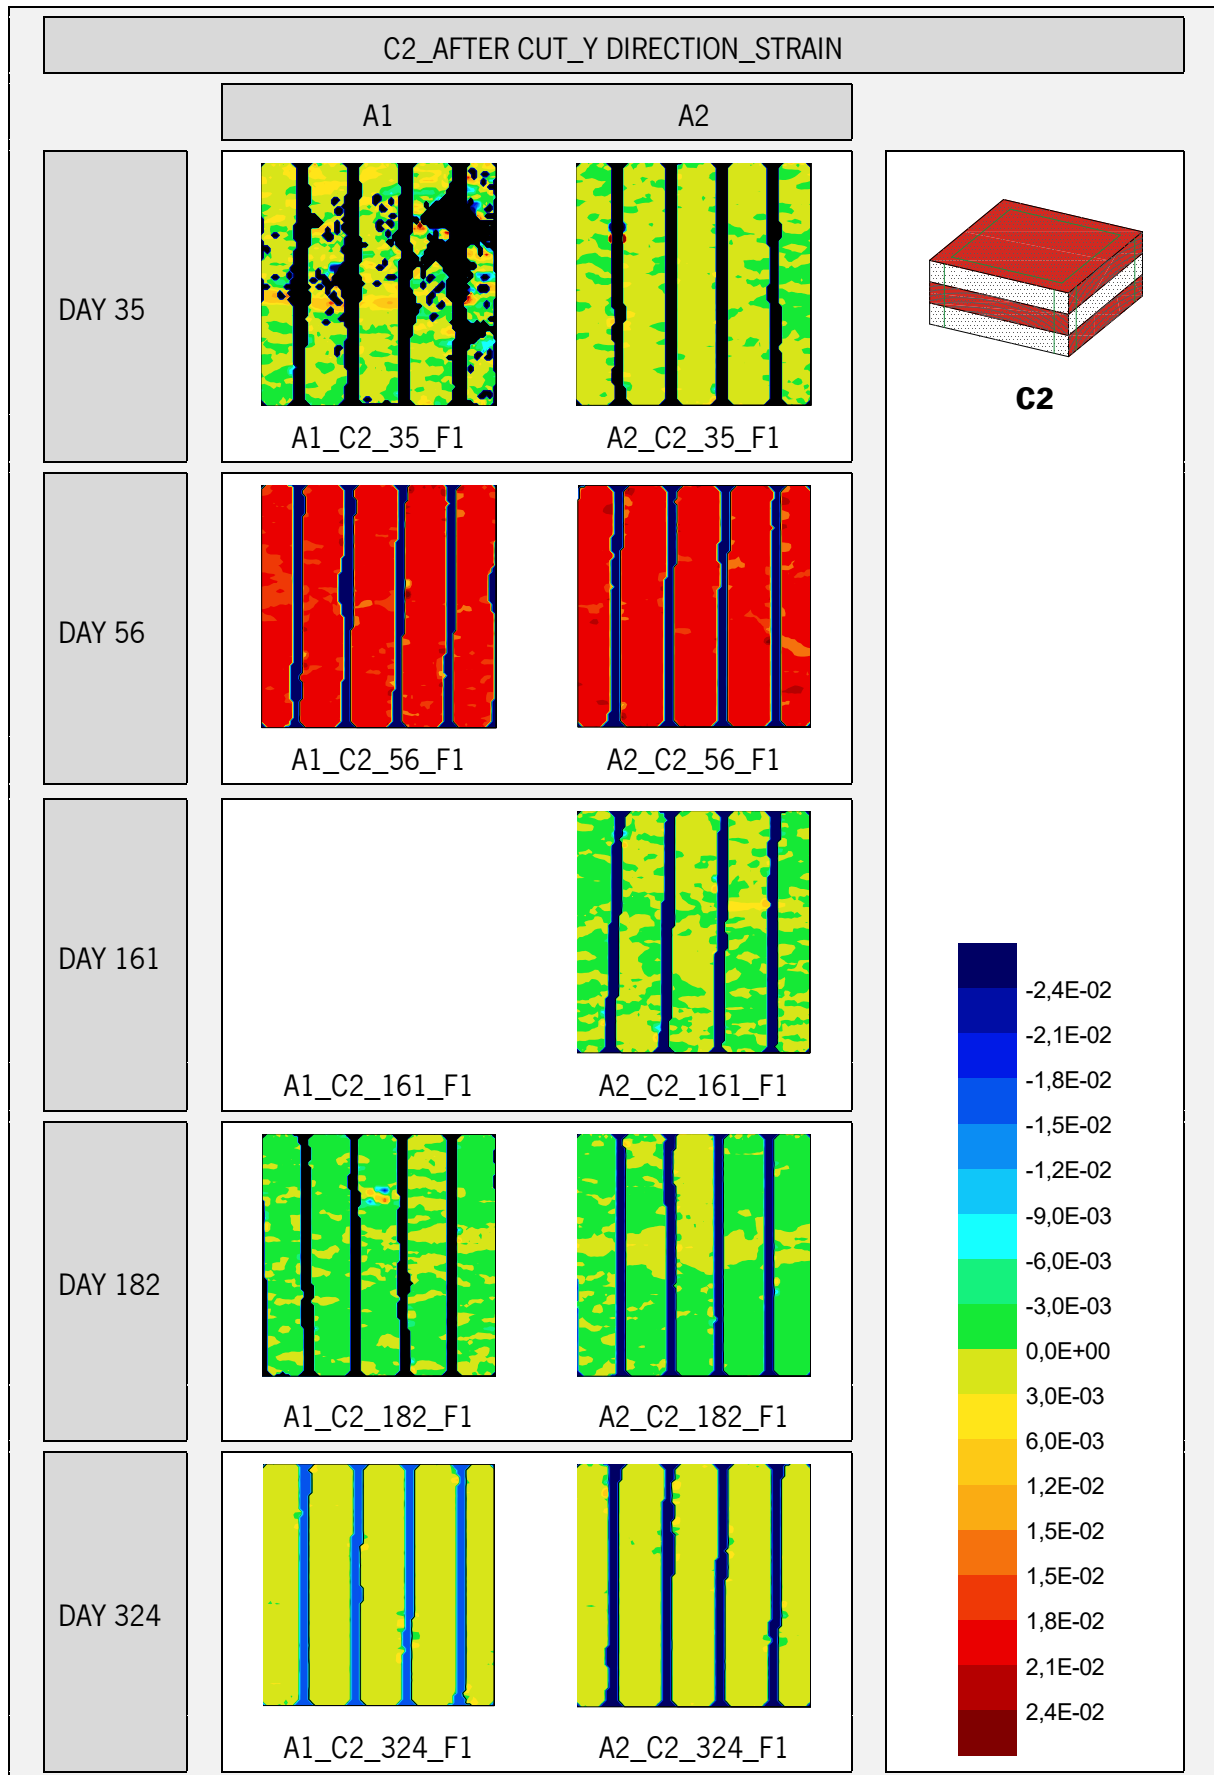 C2_AFTER CUT_Y DIRECTION_STRAIN
A1
A2
DAY 35
A1_C2_35_F1
A2_C2_35_F1
C2
DAY 56
A1_C2_56_F1
A2_C2_56_F1
DAY 161
A1_C2_161_F1
A2_C2_161_F1
DAY 182
A1_C2_182_F1
A2_C2_182_F1
DAY 324
A1_C2_324_F1
A2_C2_324_F1
-2,4E-02
-2,1E-02
-1,8E-02
-1,5E-02
-1,2E-02
-9,0E-03
-6,0E-03
-3,0E-03
0,0E+00
3,0E-03
6,0E-03
1,2E-02
1,5E-02
1,5E-02
1,8E-02
2,1E-02
2,4E-02